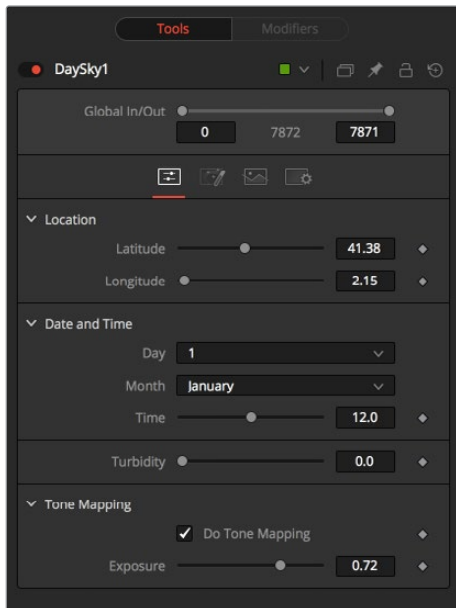 Tools Modifiers
DaySky1
Global In/Out
0 7872 7871
Location
Latitude 41.38
Longitude 2.15
Date and Time
Day 1
Month January
Time 12.0
Turbidity 0.0
Tone Mapping
Do Tone Mapping
Exposure 0.72